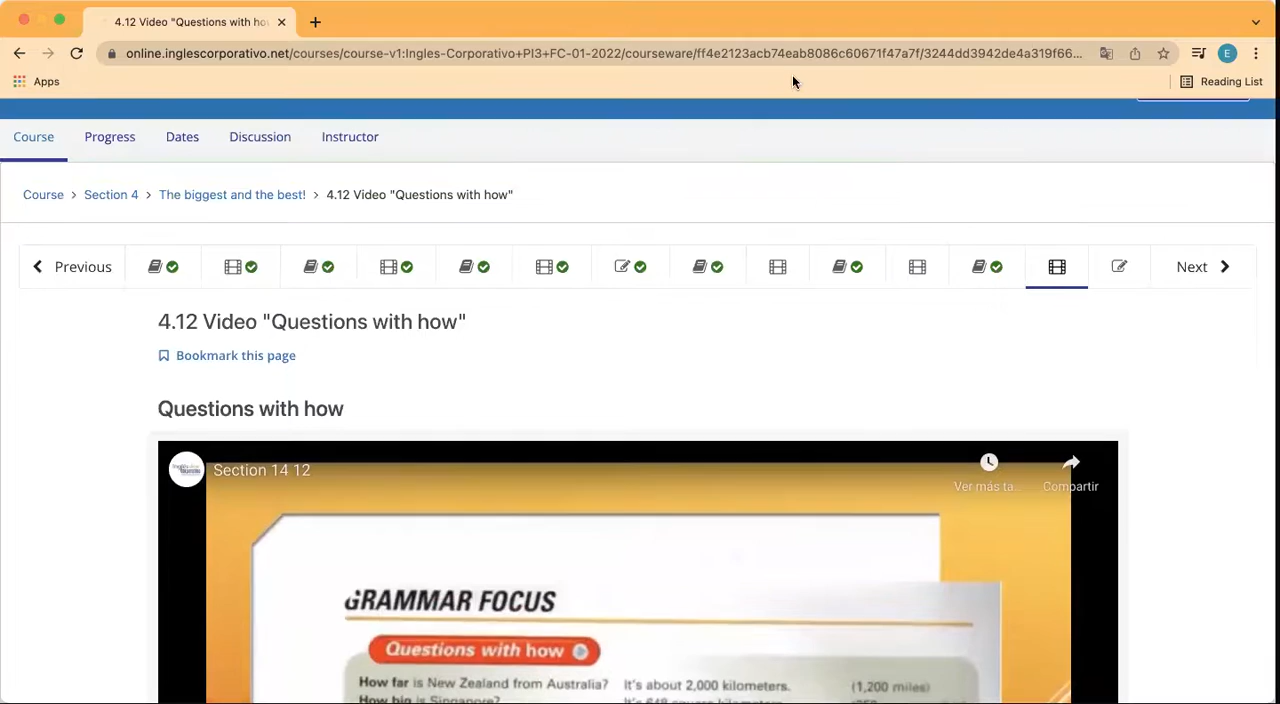 4.12 Video "Questions with ho
online.inglescorporativo.net/courses/course-v1:Ingles-Corporativo+PI3+FC-01-2022/courseware/ff4e2123acb74eab8086c60671f47a7f/3244dd3942de4a319f66...
E
Apps
Reading List
Course Progress Dates Discussion Instructor
Course > Section 4 > The biggest and the best! > 4.12 Video "Questions with how"
Previous
Next
4.12 Video "Questions with how"
Bookmark this page
Questions with how
Section 14 12
Ver más ta...
Compartir
GRAMMAR FOCUS
Questions with how
How far is New Zealand from Australia? It's about 2,000 kilometers. (1,200 miles)
How big is Singapore?